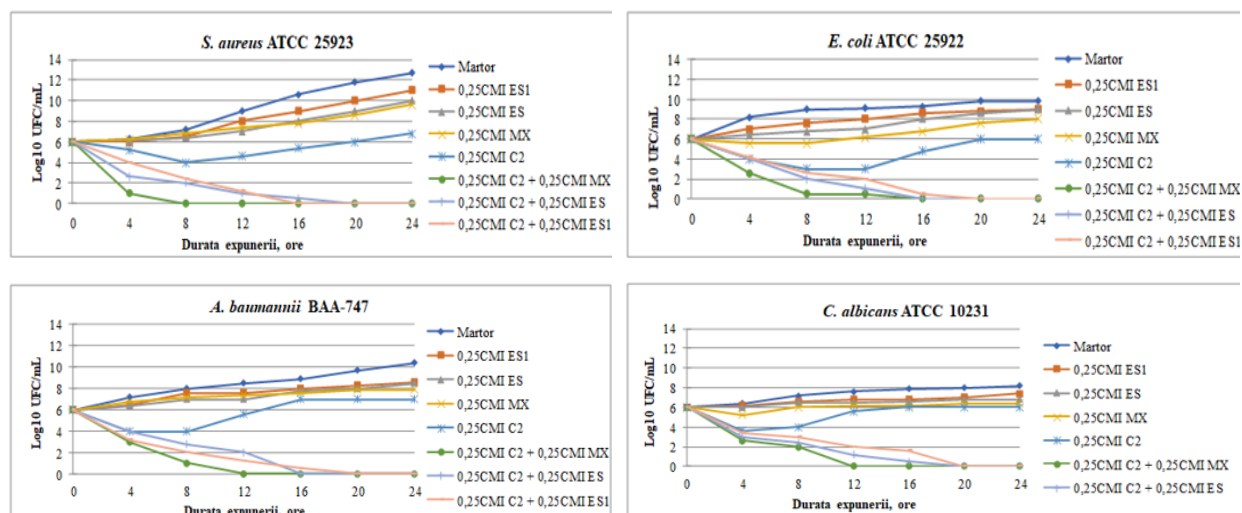 S. aureus ATCC 25923
Log10 UFC/mL
14
12
10
8
6
4
2
0
0 4 8 12 16 20 24
Durata expunerii, ore
Martor
0,25CMI ES1
0,25CMI ES
0,25CMI MX
0,25CMI C2
0,25CMI C2 + 0,25CMI MX
0,25CMI C2 + 0,25CMI ES
0,25CMI C2 + 0,25CMI ES1
E. coli ATCC 25922
Log10 UFC/mL
14
12
10
8
6
4
2
0
0 4 8 12 16 20 24
Durata expunerii, ore
Martor
0,25CMI ES1
0,25CMI ES
0,25CMI MX
0,25CMI C2
0,25CMI C2 + 0,25CMI MX
0,25CMI C2 + 0,25CMI ES
0,25CMI C2 + 0,25CMI ES1
A. baumannii BAA-747
Log10 UFC/mL
14
12
10
8
6
4
2
0
0 4 8 12 16 20 24
Durata expunerii, ore
Martor
0,25CMI ES1
0,25CMI ES
0,25CMI MX
0,25CMI C2
0,25CMI C2 + 0,25CMI MX
0,25CMI C2 + 0,25CMI ES
0,25CMI C2 + 0,25CMI ES1
C. albicans ATCC 10231
Log10 UFC/mL
14
12
10
8
6
4
2
0
0 4 8 12 16 20 24
Durata expunerii, ore
Martor
0,25CMI ES1
0,25CMI ES
0,25CMI MX
0,25CMI C2
0,25CMI C2 + 0,25CMI MX
0,25CMI C2 + 0,25CMI ES